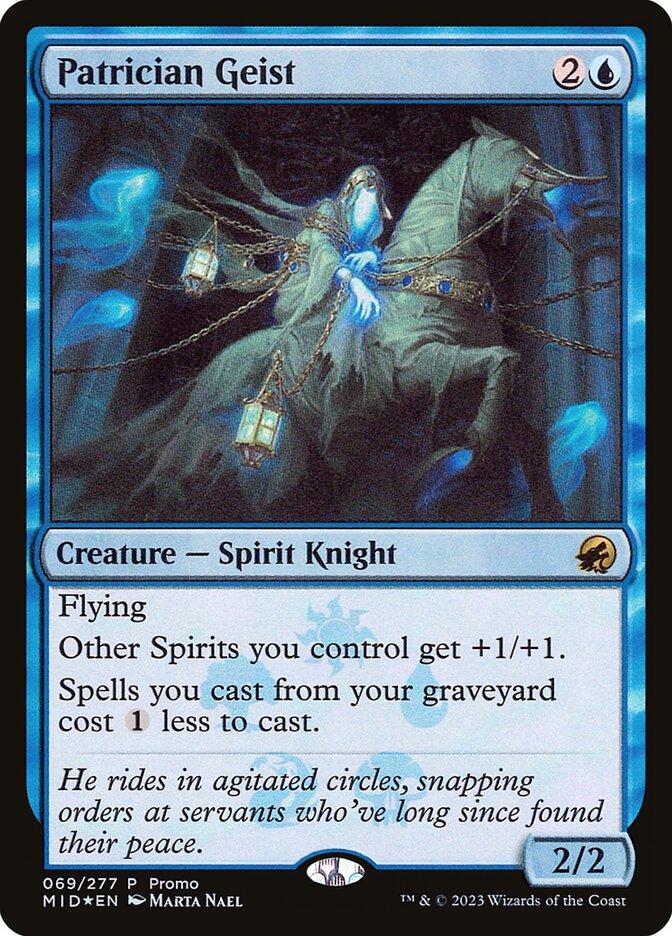 Patrician Geist 2
Creature — Spirit Knight
Flying
Other Spirits you control get +1/+1.
Spells you cast from your graveyard
cost 1 less to cast.
He rides in agitated circles, snapping
orders at servants who've long since found
their peace.
2/2
069/277 P Promo
MID★EN Marta Nael
™ & © 2023 Wizards of the Coast